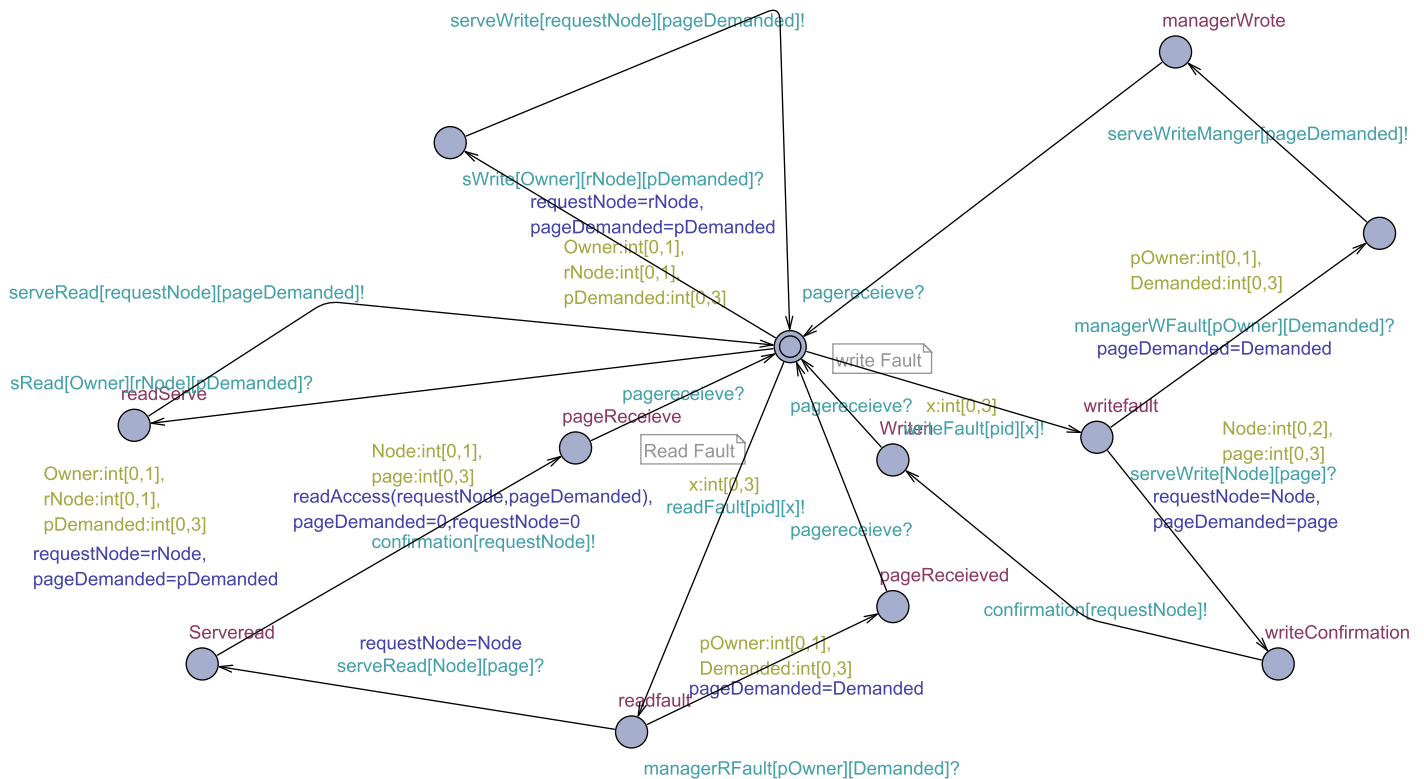 serveWrite[requestNode][pageDemanded]!
managerWrote
serveWriteManger[pageDemanded]!
sWrite[Owner][rNode][pDemanded]?
requestNode=rNode,
pageDemanded=pDemanded
Owner:int[0,1],
rNode:int[0,1],
pDemanded:int[0,3]
pOwner:int[0,1],
Demanded:int[0,3]
serveRead[requestNode][pageDemanded]!
pagereceieve?
managerWFault[pOwner][Demanded]?
pageDemanded=Demanded
write Fault
sRead[Owner][rNode][pDemanded]?
readServe
pagereceieve?
pagereceieve?
x:int[0,3]
writefault
pageReceieve
Writen
writeFault[pid][x]!
Node:int[0,2],
page:int[0,3]
serveWrite[Node][page]?
requestNode=Node,
pageDemanded=page
Read Fault
Node:int[0,1],
page:int[0,3]
readAccess(requestNode,pageDemanded),
pageDemanded=0,requestNode=0
confirmation[requestNode]!
x:int[0,3]
readFault[pid][x]!
pagereceieve?
Owner:int[0,1],
rNode:int[0,1],
pDemanded:int[0,3]
requestNode=rNode,
pageDemanded=pDemanded
pageReceieved
confirmation[requestNode]!
writeConfirmation
Serveread
requestNode=Node
serveRead[Node][page]?
pOwner:int[0,1],
Demanded:int[0,3]
pageDemanded=Demanded
readfault
managerRFault[pOwner][Demanded]?